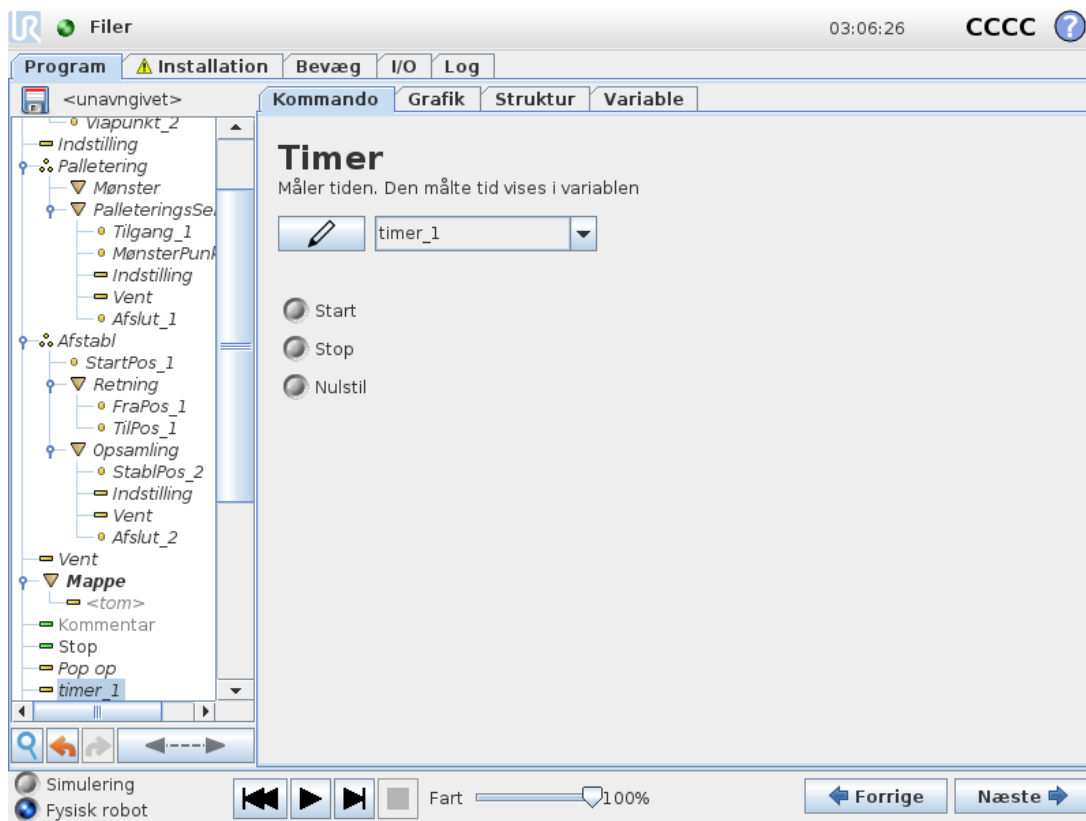 UR
Filer
03:06:26
CCCC
?
Program
Installation
Bevæg
I/O
Log
<unavngivet>
Kommando
Grafik
Struktur
Variable
Viapunkt_2
Indstilling
Palletering
Mønster
PalleteringsSe
Tilgang_1
MønsterPunk
Indstilling
Vent
Afslut_1
Afstabl
StartPos_1
Retning
FraPos_1
TilPos_1
Opsamling
StablPos_2
Indstilling
Vent
Afslut_2
Vent
Mappe
<tom>
Kommentar
Stop
Pop op
timer_1
Timer
Måler tiden. Den målte tid vises i variablen
timer_1
Start
Stop
Nulstil
Simulering
Fysisk robot
Fart
100%
Forrige
Næste